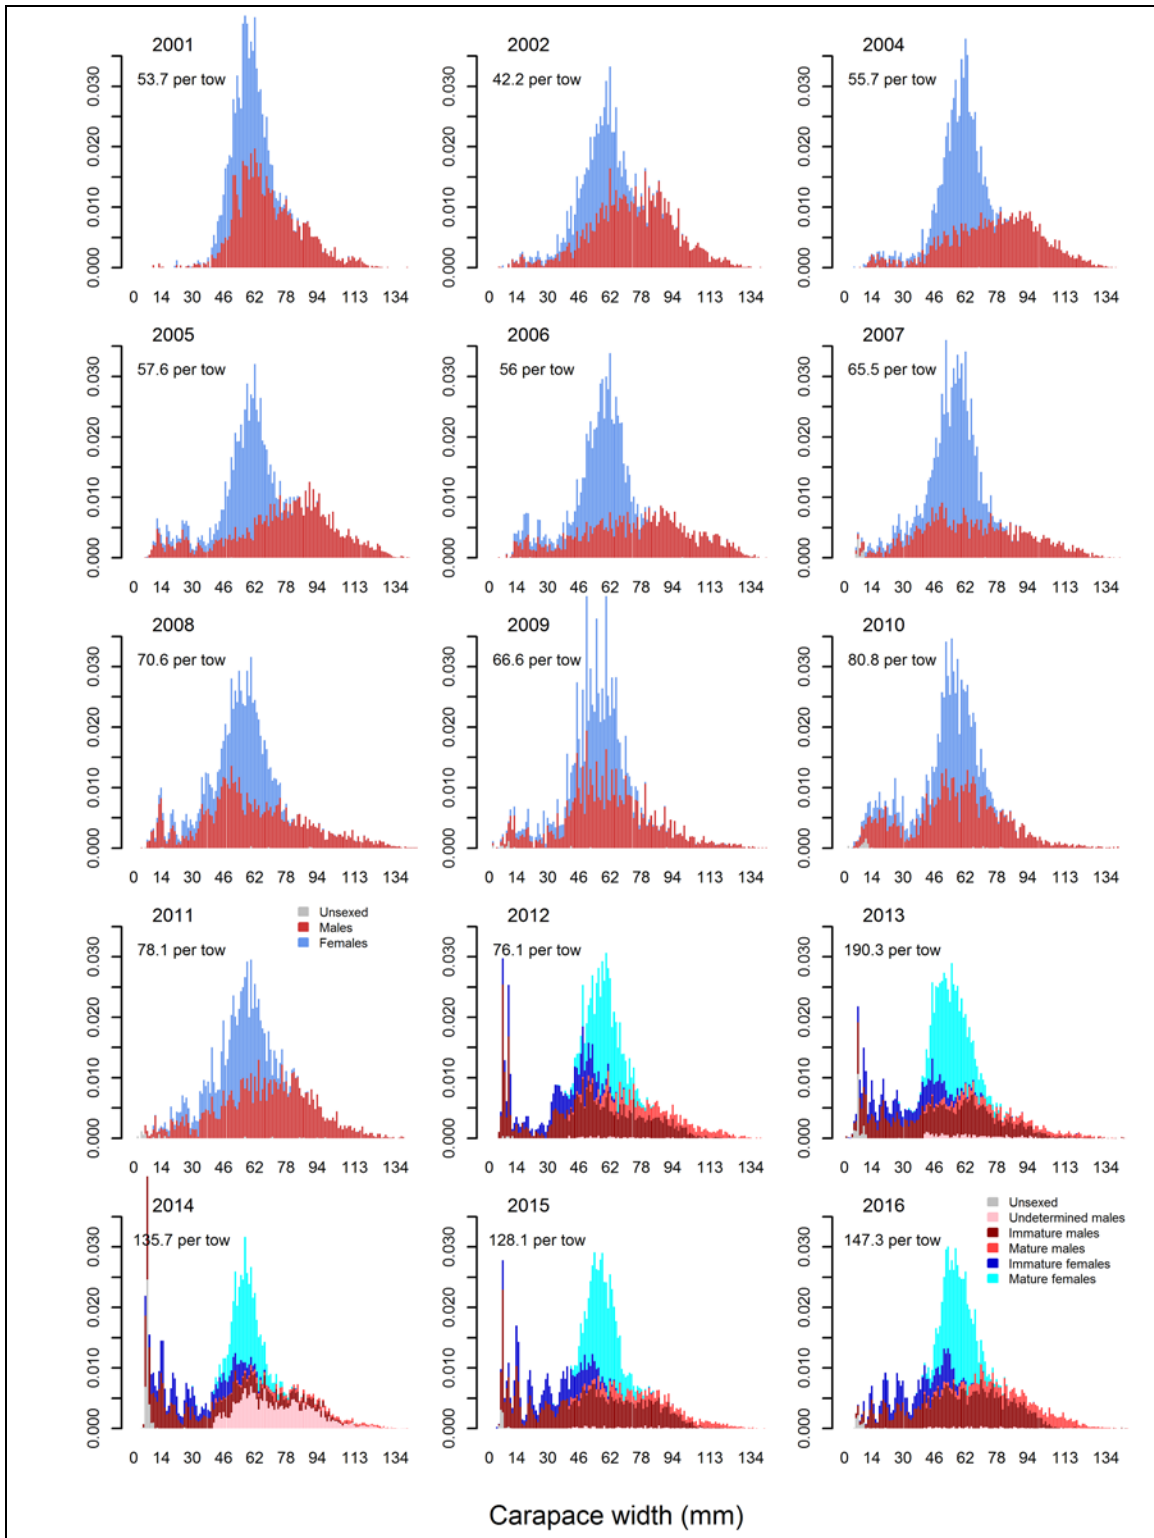 2001
53.7 per tow
0.000 0.010 0.020 0.030
0 14 30 46 62 78 94 113 134
2002
42.2 per tow
0.000 0.010 0.020 0.030
0 14 30 46 62 78 94 113 134
2004
55.7 per tow
0.000 0.010 0.020 0.030
0 14 30 46 62 78 94 113 134
2005
57.6 per tow
0.000 0.010 0.020 0.030
0 14 30 46 62 78 94 113 134
2006
56 per tow
0.000 0.010 0.020 0.030
0 14 30 46 62 78 94 113 134
2007
65.5 per tow
0.000 0.010 0.020 0.030
0 14 30 46 62 78 94 113 134
2008
70.6 per tow
0.000 0.010 0.020 0.030
0 14 30 46 62 78 94 113 134
2009
66.6 per tow
0.000 0.010 0.020 0.030
0 14 30 46 62 78 94 113 134
2010
80.8 per tow
0.000 0.010 0.020 0.030
0 14 30 46 62 78 94 113 134
2011
78.1 per tow
Unsexed
Males
Females
0.000 0.010 0.020 0.030
0 14 30 46 62 78 94 113 134
2012
76.1 per tow
0.000 0.010 0.020 0.030
0 14 30 46 62 78 94 113 134
2013
190.3 per tow
0.000 0.010 0.020 0.030
0 14 30 46 62 78 94 113 134
2014
135.7 per tow
0.000 0.010 0.020 0.030
0 14 30 46 62 78 94 113 134
2015
128.1 per tow
0.000 0.010 0.020 0.030
0 14 30 46 62 78 94 113 134
2016
147.3 per tow
Unsexed
Undetermined males
Immature males
Mature males
Immature females
Mature females
0.000 0.010 0.020 0.030
0 14 30 46 62 78 94 113 134
Carapace width (mm)